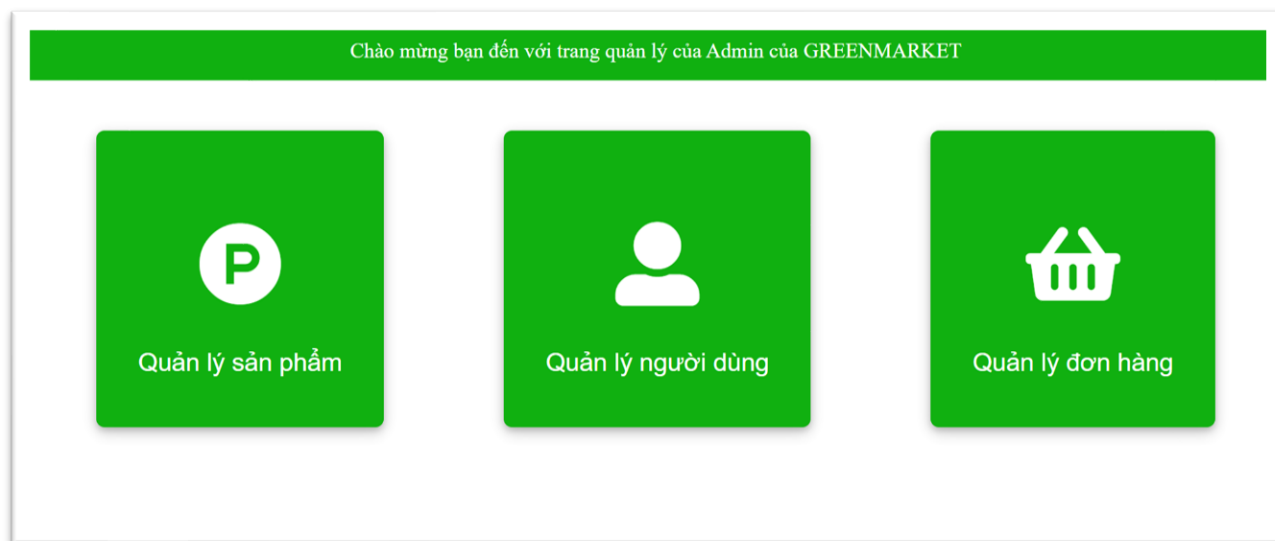 Chào mừng bạn đến với trang quản lý của Admin của GREENMARKET
P
Quản lý sản phẩm
Quản lý người dùng
Quản lý đơn hàng